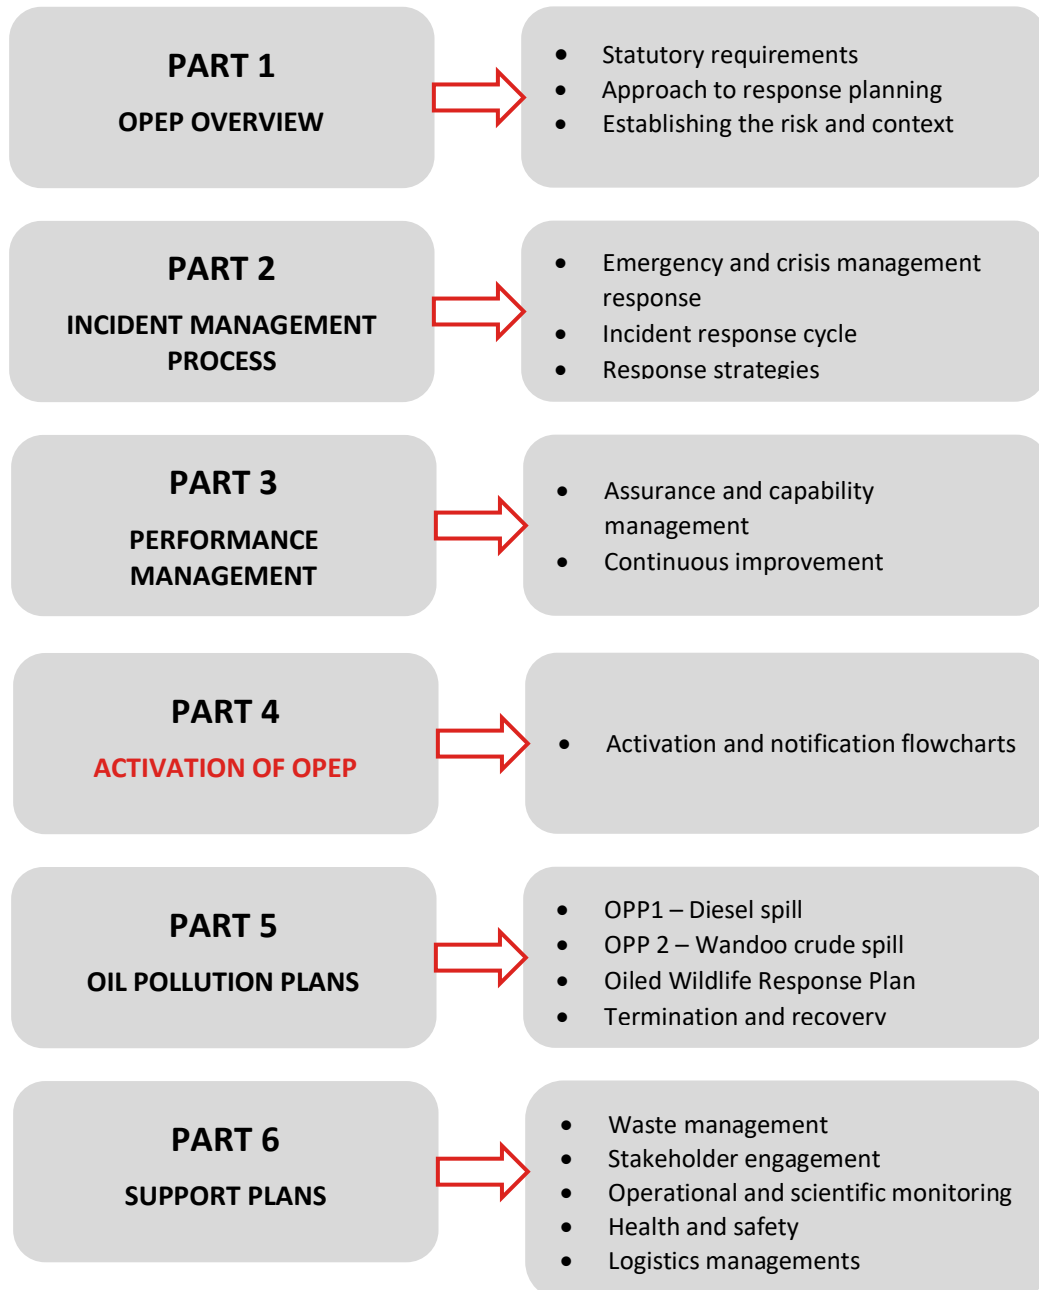 PART 1
OPEP OVERVIEW
• Statutory requirements
• Approach to response planning
• Establishing the risk and context
PART 2
INCIDENT MANAGEMENT
PROCESS
• Emergency and crisis management
response
• Incident response cycle
• Response strategies
PART 3
PERFORMANCE
MANAGEMENT
• Assurance and capability
management
• Continuous improvement
PART 4
ACTIVATION OF OPEP
• Activation and notification flowcharts
PART 5
OIL POLLUTION PLANS
• OPP1 – Diesel spill
• OPP 2 – Wandoo crude spill
• Oiled Wildlife Response Plan
• Termination and recovery
PART 6
SUPPORT PLANS
• Waste management
• Stakeholder engagement
• Operational and scientific monitoring
• Health and safety
• Logistics managements